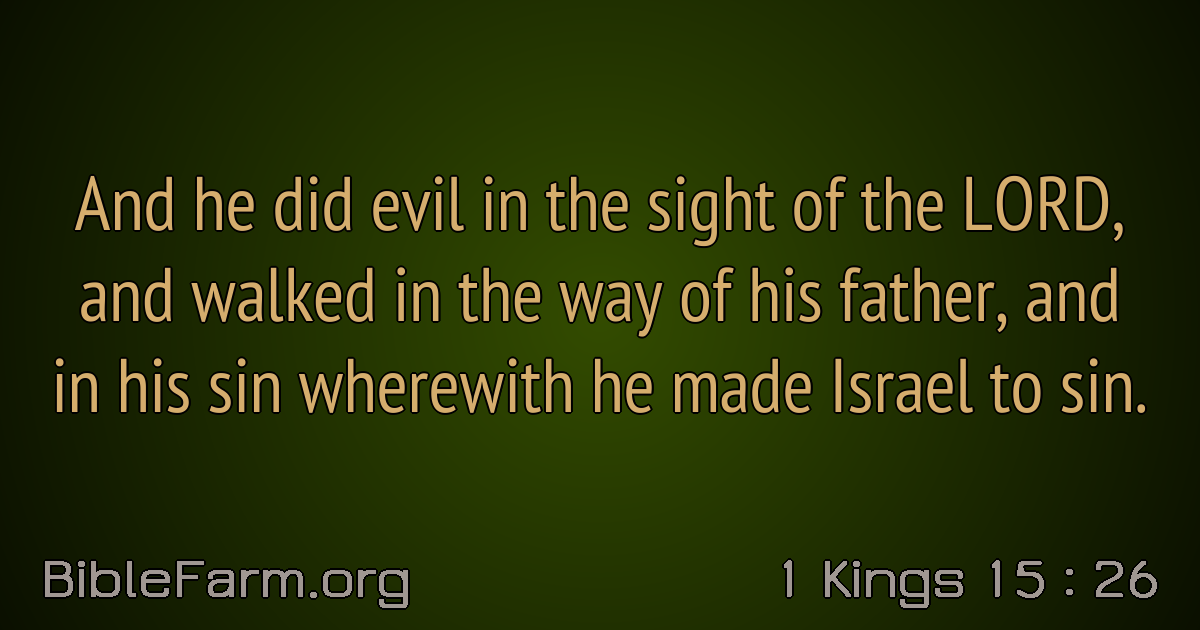 And he did evil in the sight of the LORD,
and walked in the way of his father, and
in his sin wherewith he made Israel to sin.
BibleFarm.org
1 Kings 15 : 26